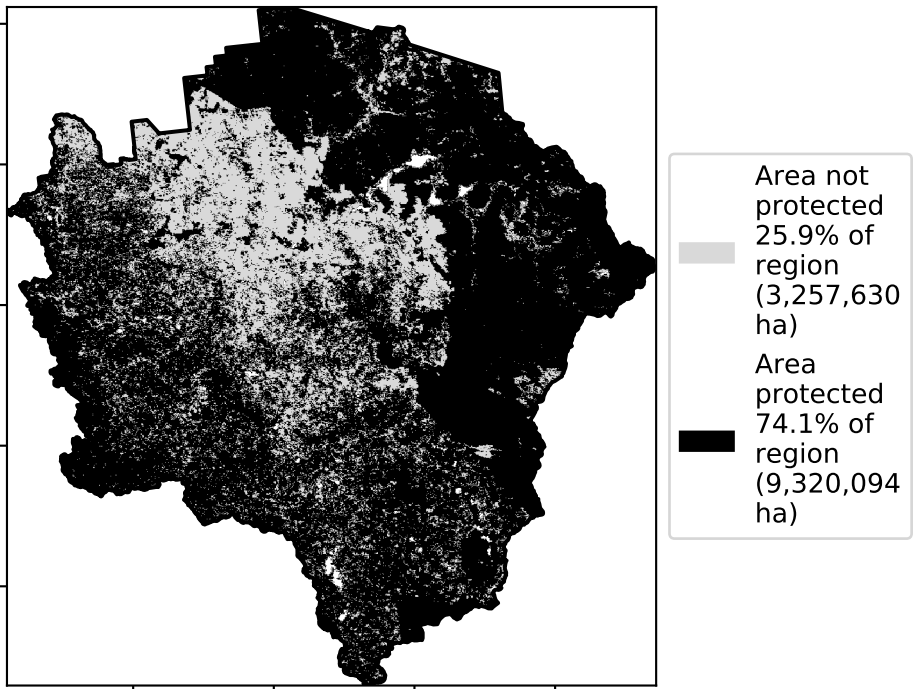 Area not
protected
25.9% of
region
(3,257,630
ha)
Area
protected
74.1% of
region
(9,320,094
ha)